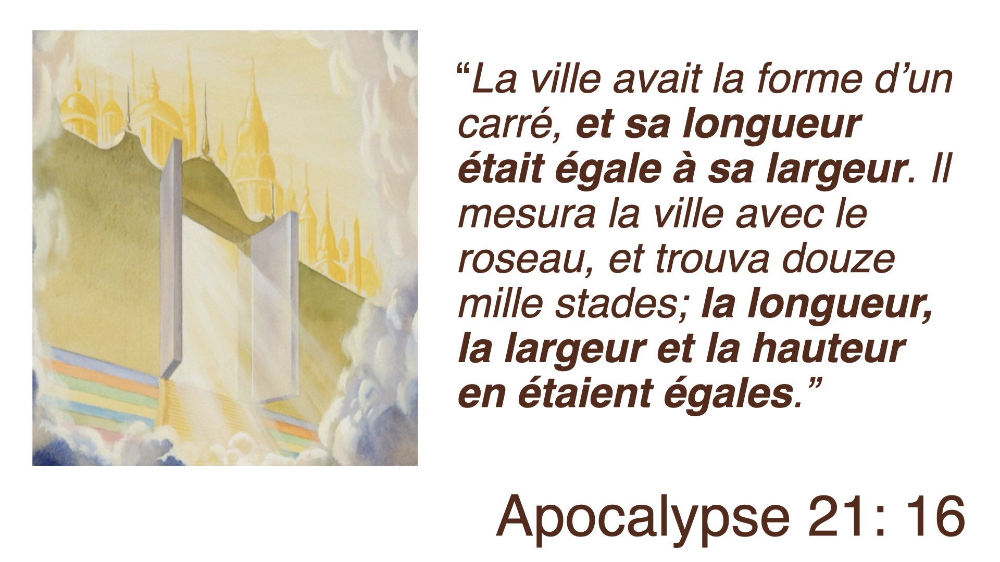 “La ville avait la forme d’un
carré, et sa longueur
était égale à sa largeur. Il
mesura la ville avec le
roseau, et trouva douze
mille stades; la longueur,
la largeur et la hauteur
en étaient égales.”
Apocalypse 21: 16